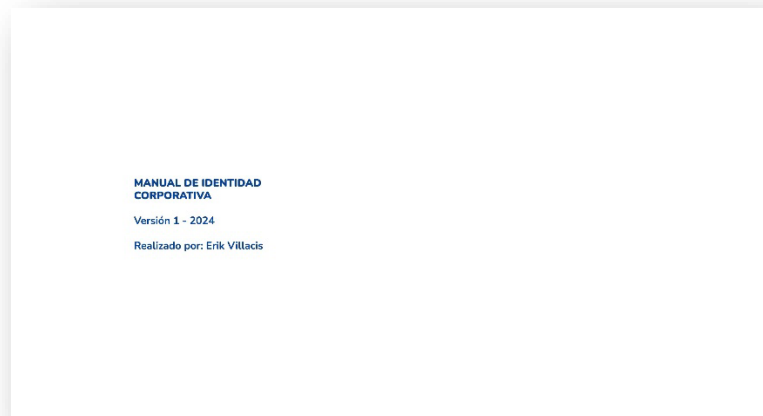 MANUAL DE IDENTIDAD
CORPORATIVA
Versión 1 - 2024
Realizado por: Erik Villacis